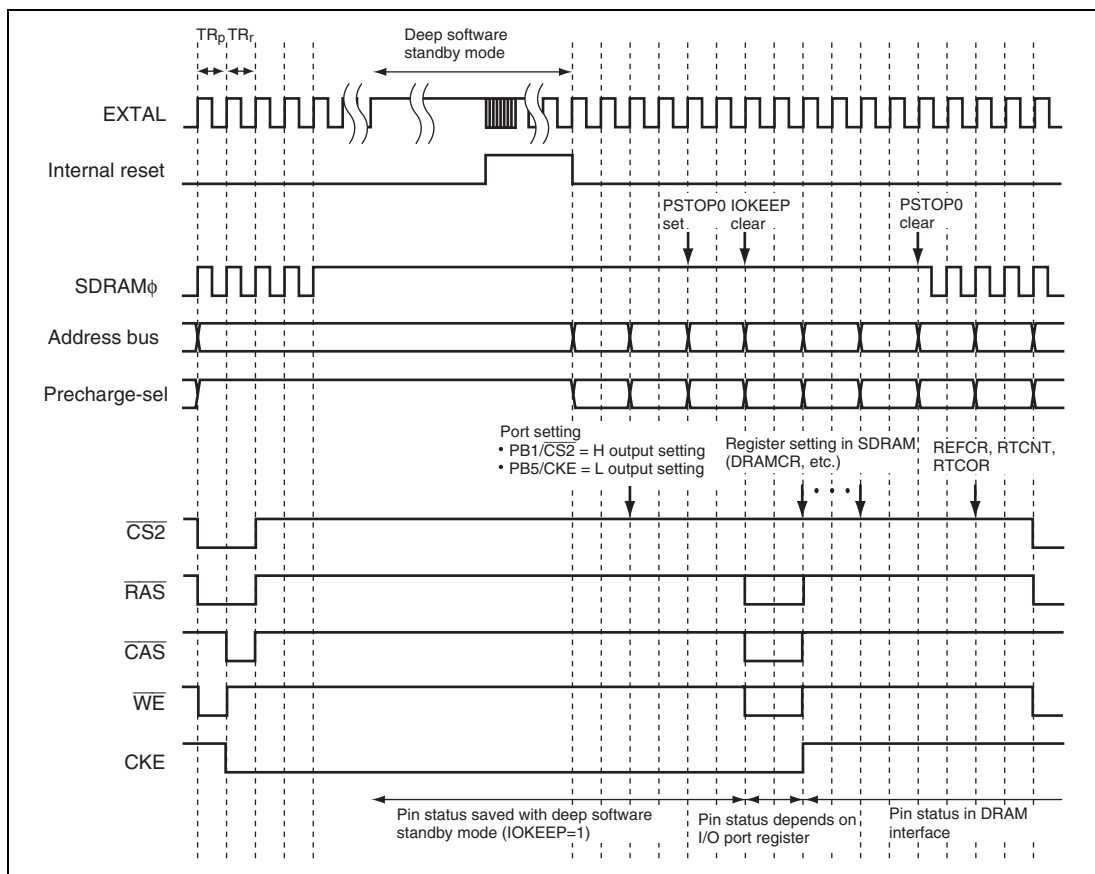 TRp TRr
Deep software
standby mode
EXTAL
Internal reset
PSTOP0 IOKEEP
set clear
PSTOP0
clear
SDRAMϕ
Address bus
Precharge-sel
Port setting
• PB1/CS2 = H output setting
• PB5/CKE = L output setting
Register setting in SDRAM
(DRAMCR, etc.)
REFCR, RTCNT,
RTCOR
CS2
RAS
CAS
WE
CKE
Pin status saved with deep software
standby mode (IOKEEP=1)
Pin status depends on
I/O port register
Pin status in DRAM
interface